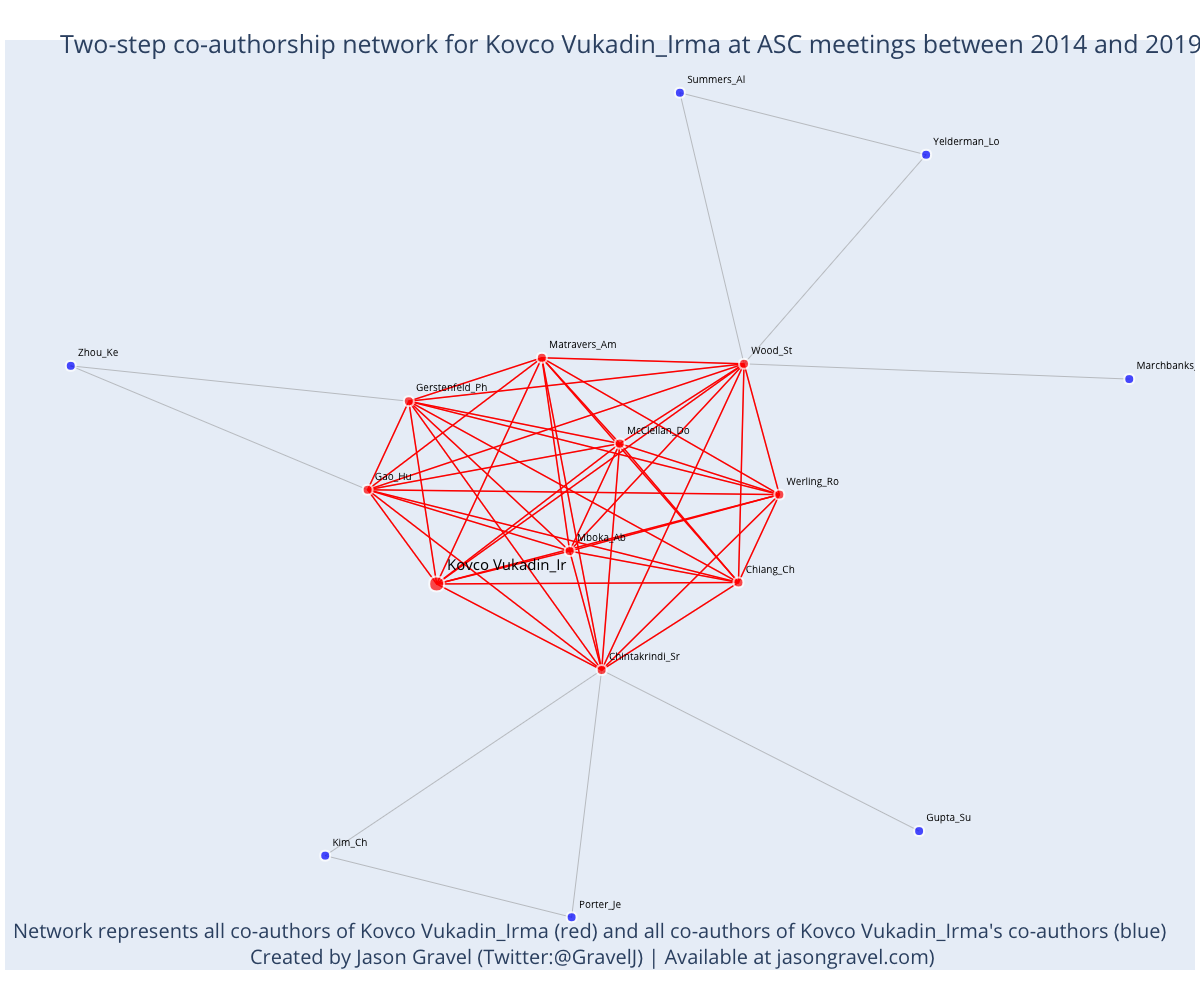 Two-step co-authorship network for Kovco Vukadin_Irma at ASC meetings between 2014 and 2019
Summers_Al
Yelderman_Lo
Matravers_Am
Wood_St
Zhou_Ke
Marchbanks_
Gerstenfeld_Ph
McClellan_Do
Gao_Hu
Werling_Ro
Mboka_Ab
Kovco Vukadin_Ir
Chiang_Ch
Chintakrindi_Sr
Gupta_Su
Kim_Ch
Porter_Je
Network represents all co-authors of Kovco Vukadin_Irma (red) and all co-authors of Kovco Vukadin_Irma's co-authors (blue)
Created by Jason Gravel (Twitter:@GravelJ) | Available at jasongravel.com)